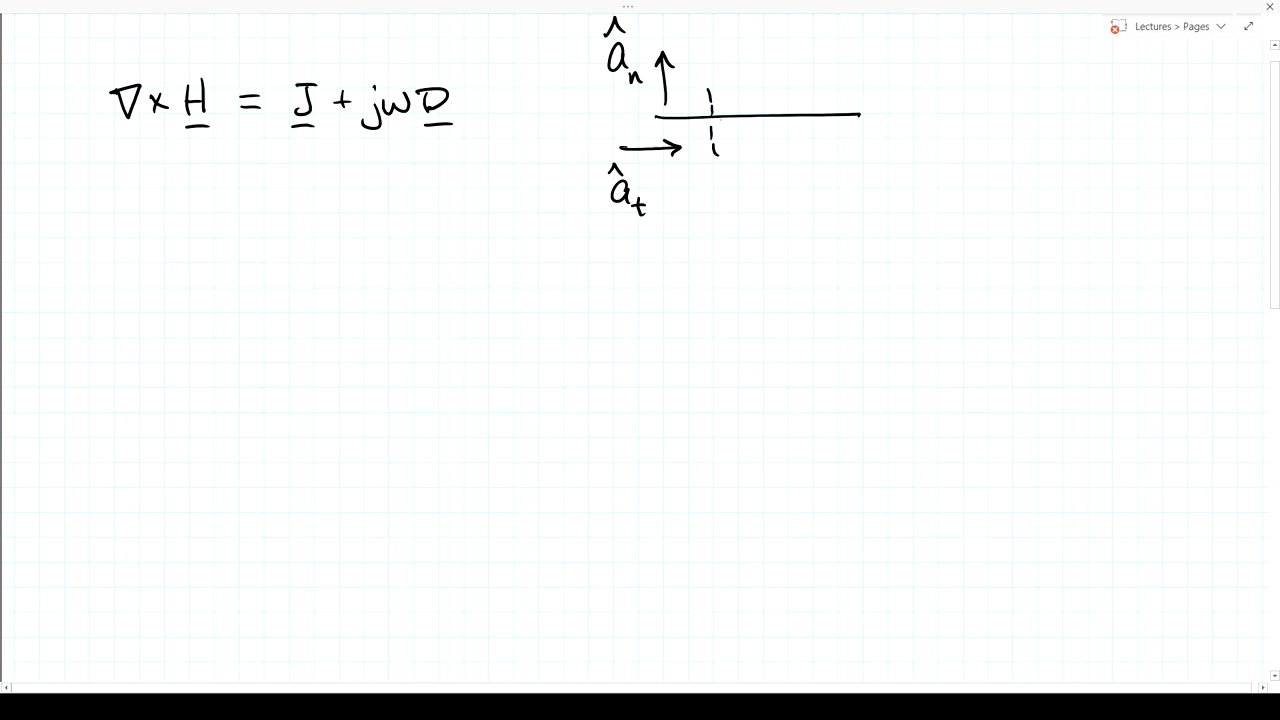 Lectures > Pages
∇ × H = J + jωD
â_n
â_t